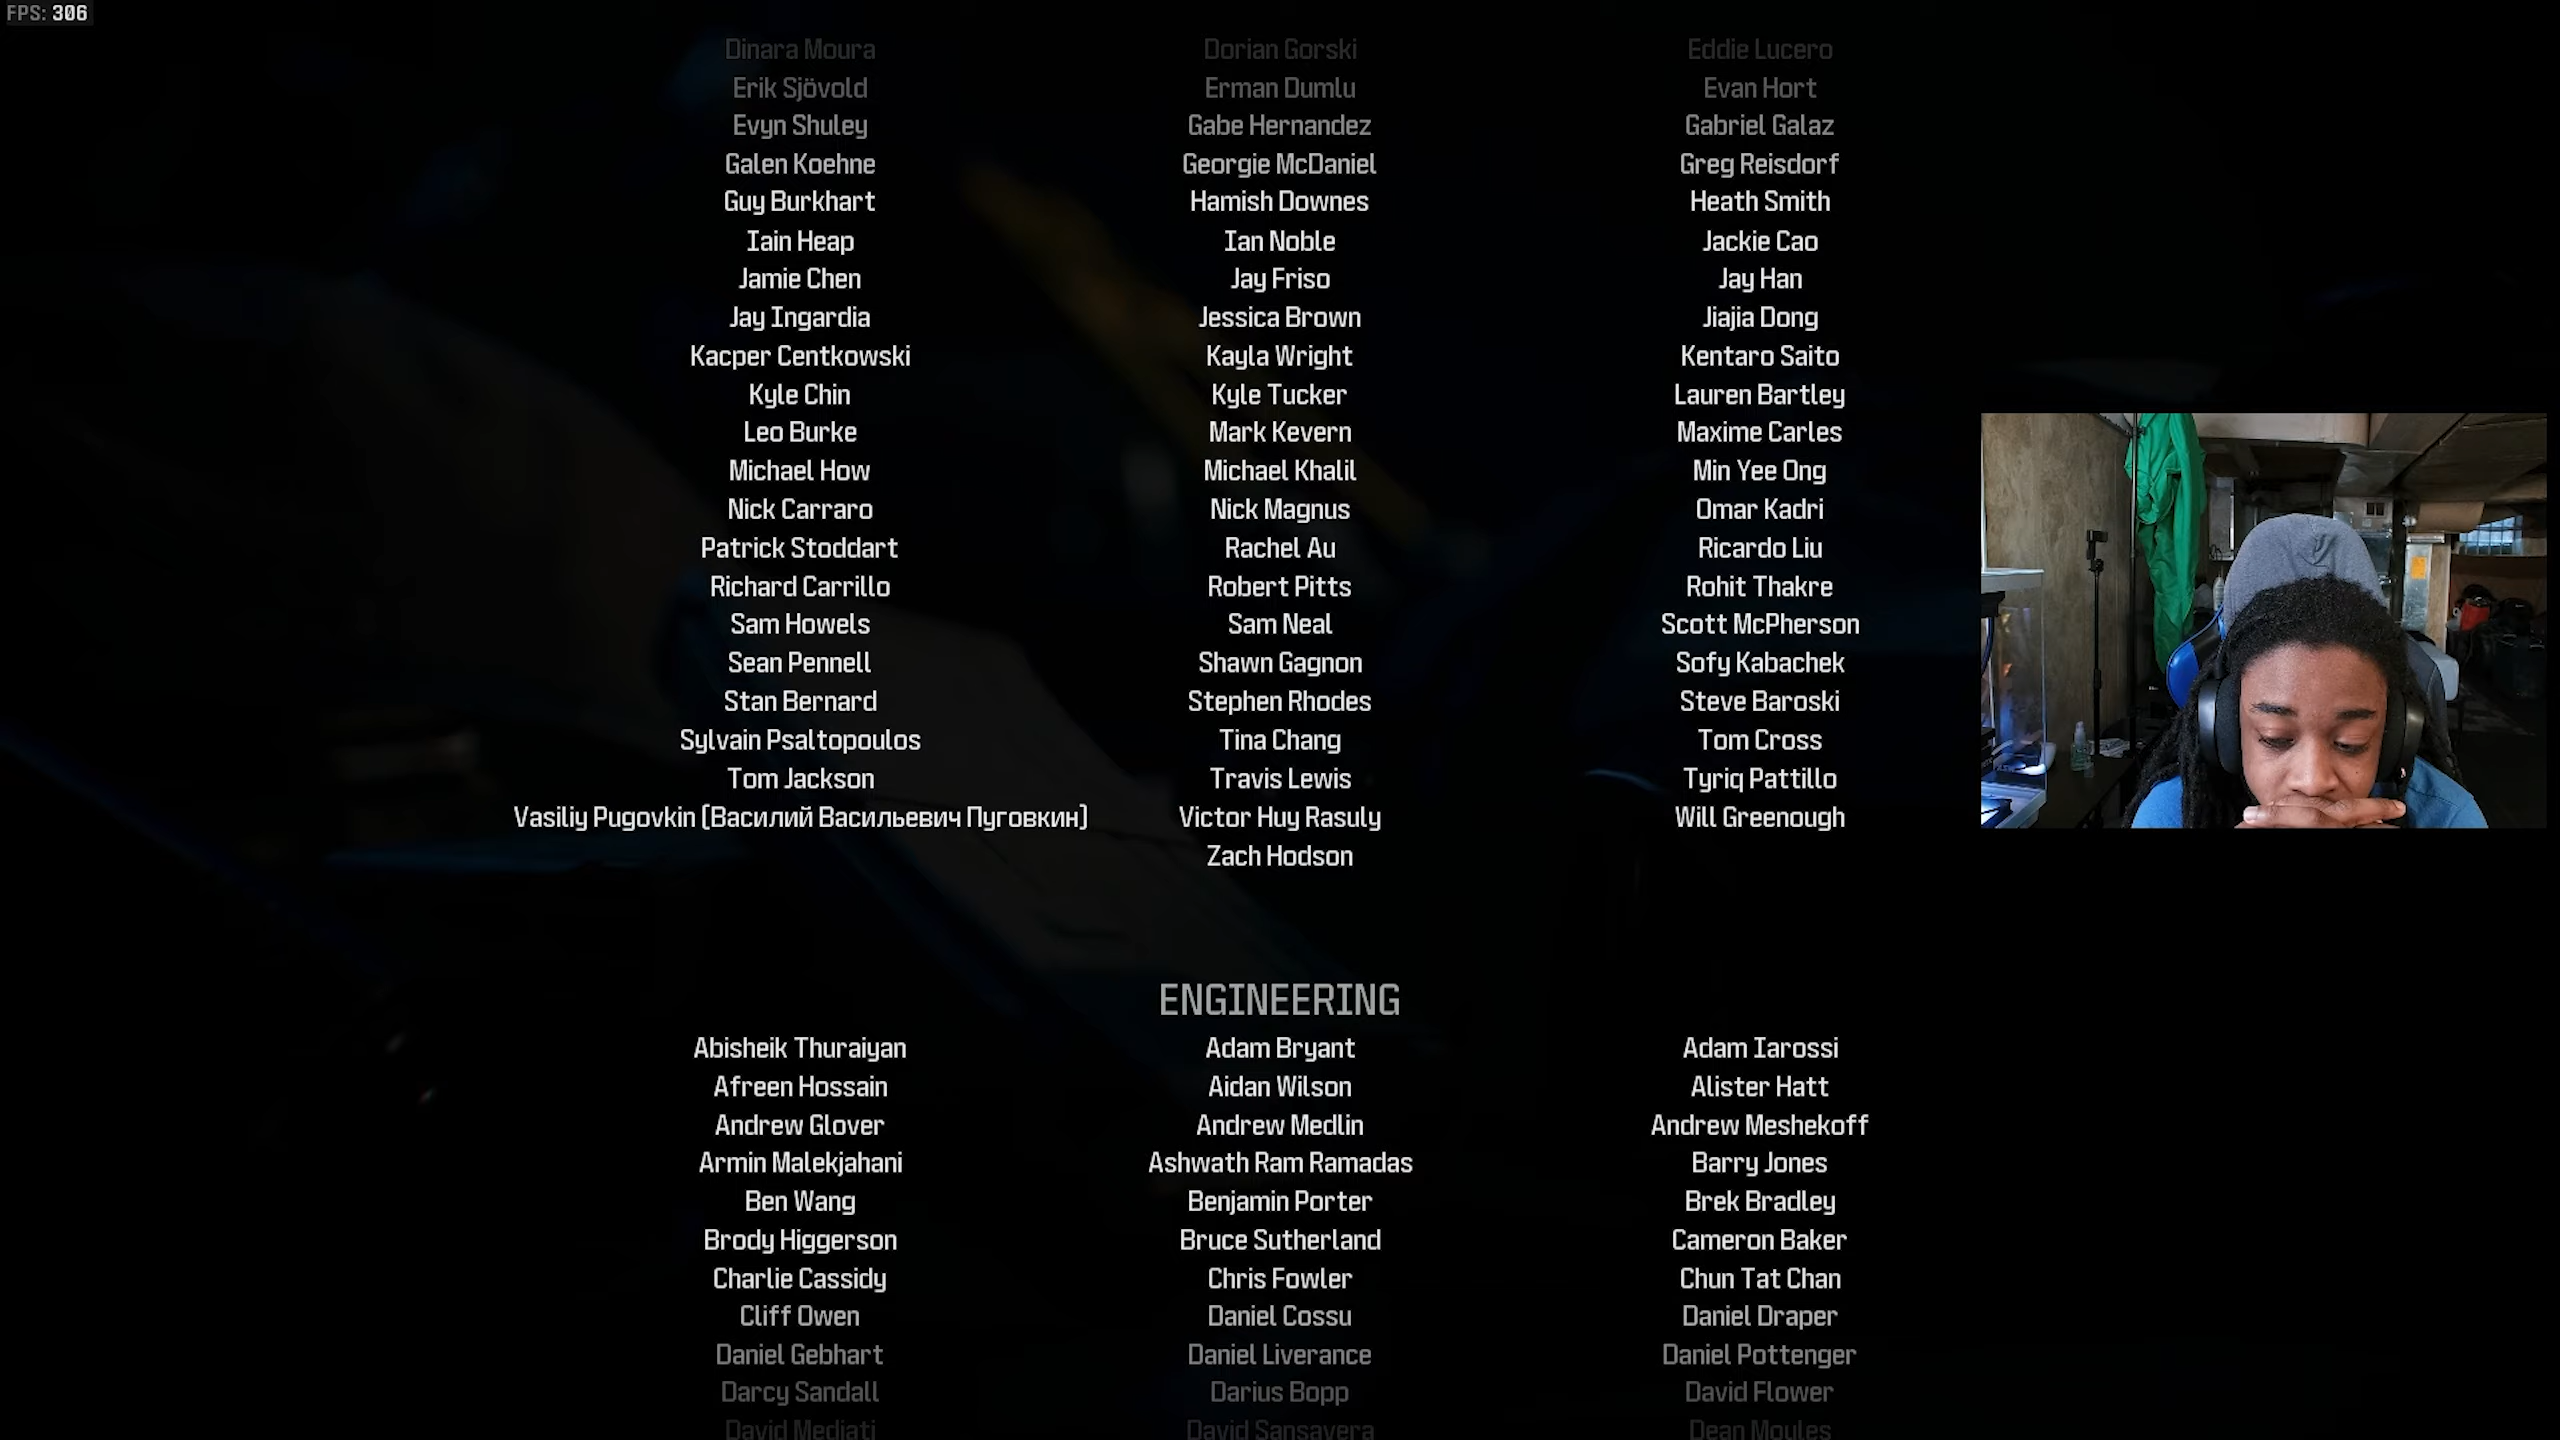 FPS: 306
Dinara Moura Dorian Gorski Eddie Lucero
Erik Sjövold Erman Dumlu Evan Hort
Evyn Shuley Gabe Hernandez Gabriel Galaz
Galen Koehne Georgie McDaniel Greg Reisdorf
Guy Burkhart Hamish Downes Heath Smith
Iain Heap Ian Noble Jackie Cao
Jamie Chen Jay Friso Jay Han
Jay Ingardia Jessica Brown Jiajia Dong
Kacper Centkowski Kayla Wright Kentaro Saito
Kyle Chin Kyle Tucker Lauren Bartley
Leo Burke Mark Kevern Maxime Carles
Michael How Michael Khalil Min Yee Ong
Nick Carraro Nick Magnus Omar Kadri
Patrick Stoddart Rachel Au Ricardo Liu
Richard Carrillo Robert Pitts Rohit Thakre
Sam Howels Sam Neal Scott McPherson
Sean Pennell Shawn Gagnon Sofy Kabachek
Stan Bernard Stephen Rhodes Steve Baroski
Sylvain Psaltopoulos Tina Chang Tom Cross
Tom Jackson Travis Lewis Tyriq Pattillo
Vasiliy Pugovkin (Василий Васильевич Пуговкин) Victor Huy Rasuly Will Greenough
Zach Hodson
ENGINEERING
Abisheik Thuraiyan Adam Bryant Adam Iarossi
Afreen Hossain Aidan Wilson Alister Hatt
Andrew Glover Andrew Medlin Andrew Meshekoff
Armin Malekjahani Ashwath Ram Ramadas Barry Jones
Ben Wang Benjamin Porter Brek Bradley
Brody Higgerson Bruce Sutherland Cameron Baker
Charlie Cassidy Chris Fowler Chun Tat Chan
Cliff Owen Daniel Cossu Daniel Draper
Daniel Gebhart Daniel Liverance Daniel Pottenger
Darcy Sandall Darius Bopp David Flower
David Mediati David Sansavera Dean Moules